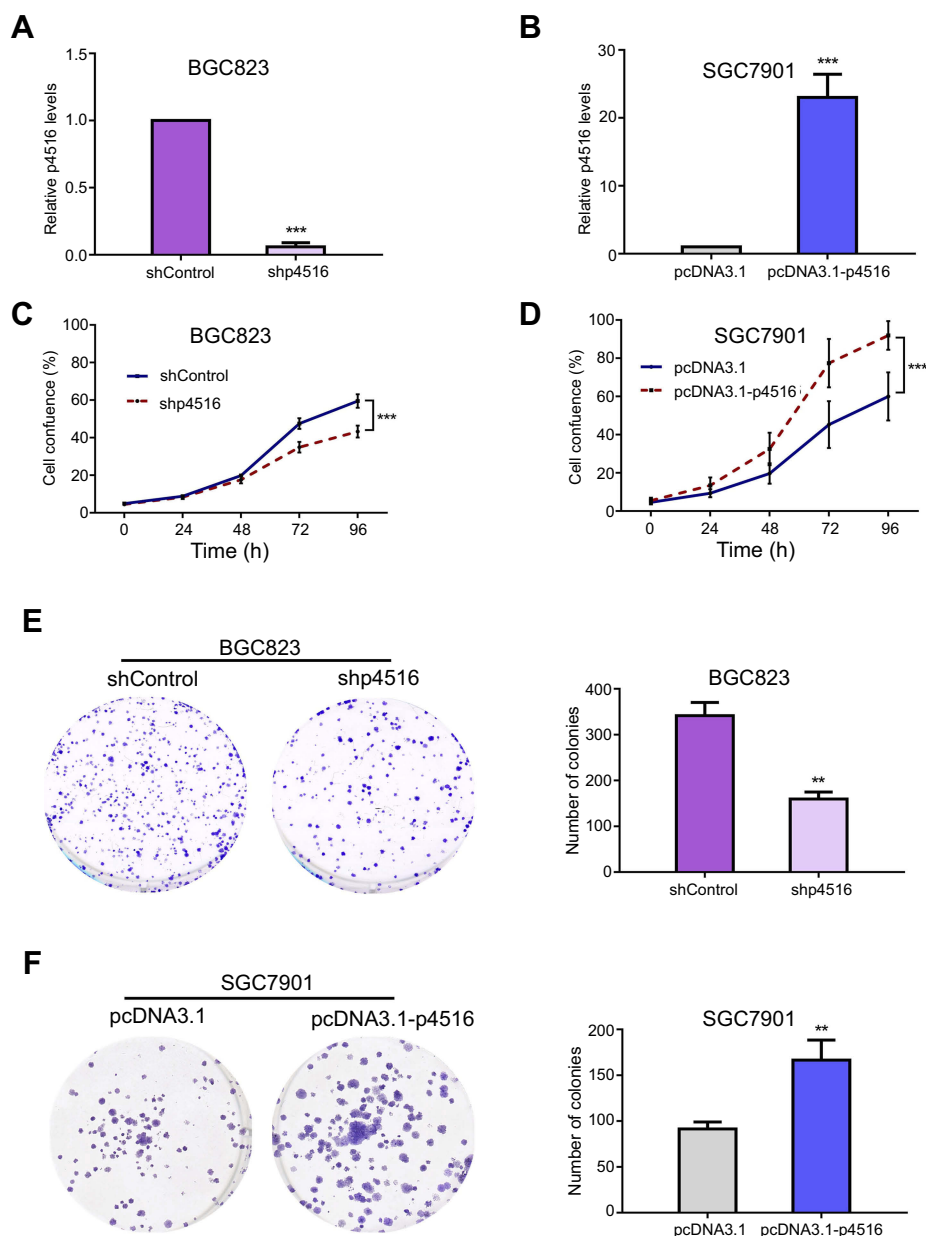 A
BGC823
Relative p4516 levels
1.5
1.0
0.5
0.0
***
shControl
shp4516
B
SGC7901
Relative p4516 levels
30
20
10
0
***
pcDNA3.1
pcDNA3.1-p4516
C
BGC823
Cell confuence (%)
100
80
60
40
20
0
shControl
shp4516
***
0 24 48 72 96
Time (h)
D
SGC7901
Cell confuence (%)
100
80
60
40
20
0
pcDNA3.1
pcDNA3.1-p4516
***
0 24 48 72 96
Time (h)
E
BGC823
shControl shp4516
BGC823
Number of colonies
400
300
200
100
0
**
shControl
shp4516
F
SGC7901
pcDNA3.1 pcDNA3.1-p4516
SGC7901
Number of colonies
200
150
100
50
0
**
pcDNA3.1
pcDNA3.1-p4516